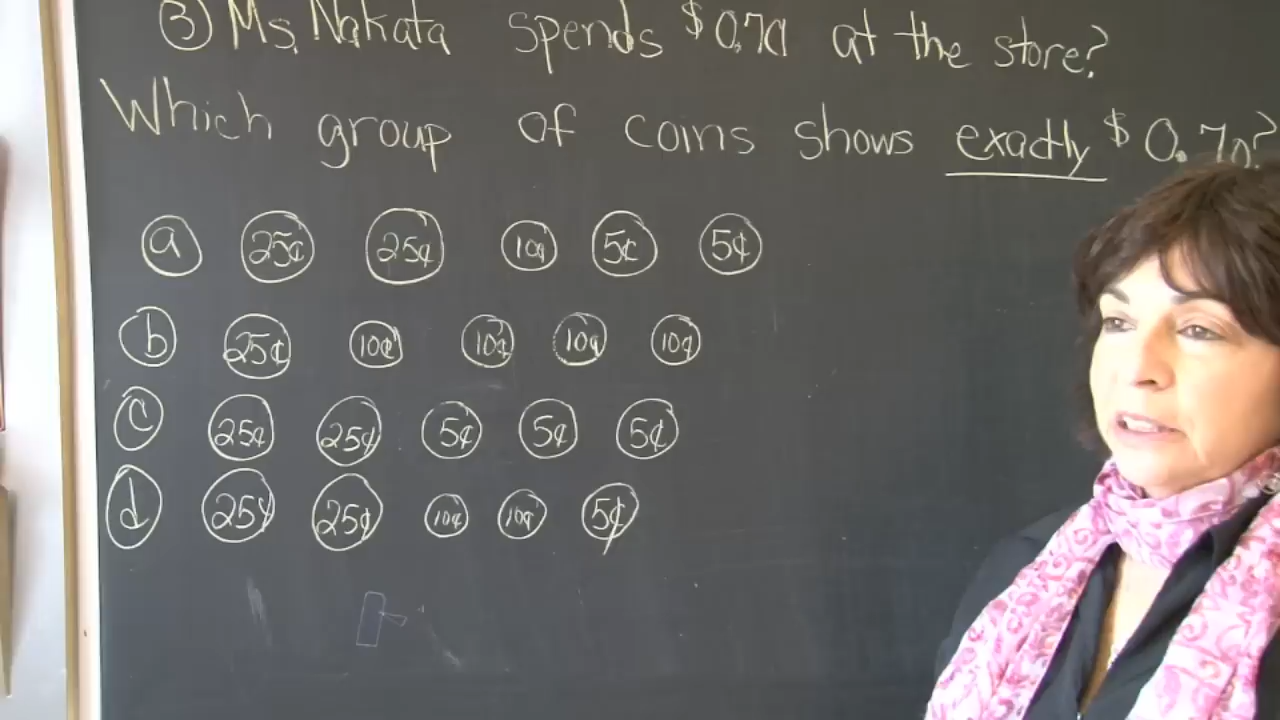 ③ Ms. Nakata spends $0.70 at the store?
Which group of coins shows exactly $0.70?
ⓐ 25¢ 25¢ 10¢ 5¢ 5¢
ⓑ 25¢ 10¢ 10¢ 10¢ 10¢
ⓒ 25¢ 25¢ 5¢ 5¢ 5¢
ⓓ 25¢ 25¢ 10¢ 10¢ 5¢